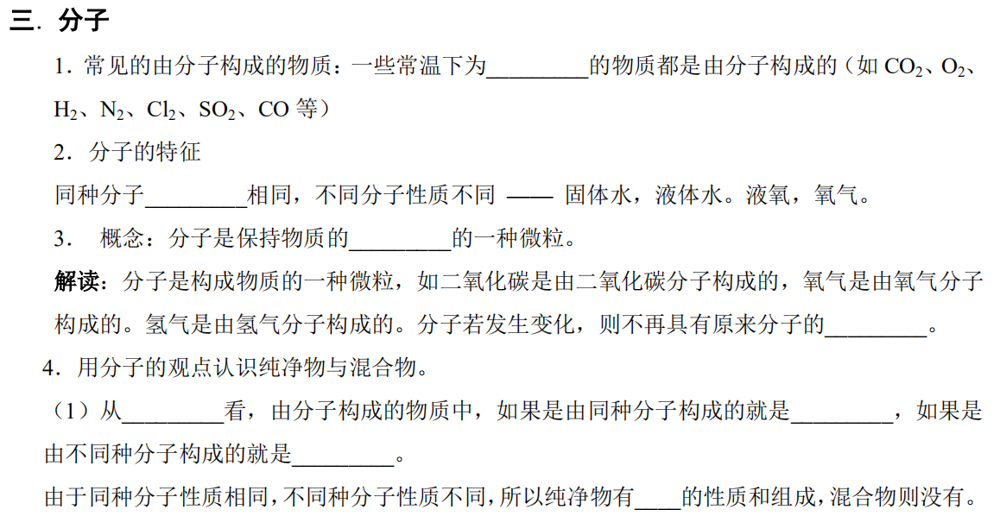 三．分子
1．常见的由分子构成的物质：一些常温下为_________的物质都是由分子构成的（如 CO₂、O₂、
H₂、N₂、Cl₂、SO₂、CO 等）
2．分子的特征
同种分子_________相同，不同分子性质不同 —— 固体水，液体水。液氧，氧气。
3． 概念：分子是保持物质的_________的一种微粒。
解读：分子是构成物质的一种微粒，如二氧化碳是由二氧化碳分子构成的，氧气是由氧气分子
构成的。氢气是由氢气分子构成的。分子若发生变化，则不再具有原来分子的_________。
4．用分子的观点认识纯净物与混合物。
（1）从_________看，由分子构成的物质中，如果是由同种分子构成的就是_________，如果是
由不同种分子构成的就是_________。
由于同种分子性质相同，不同种分子性质不同，所以纯净物有____的性质和组成，混合物则没有。